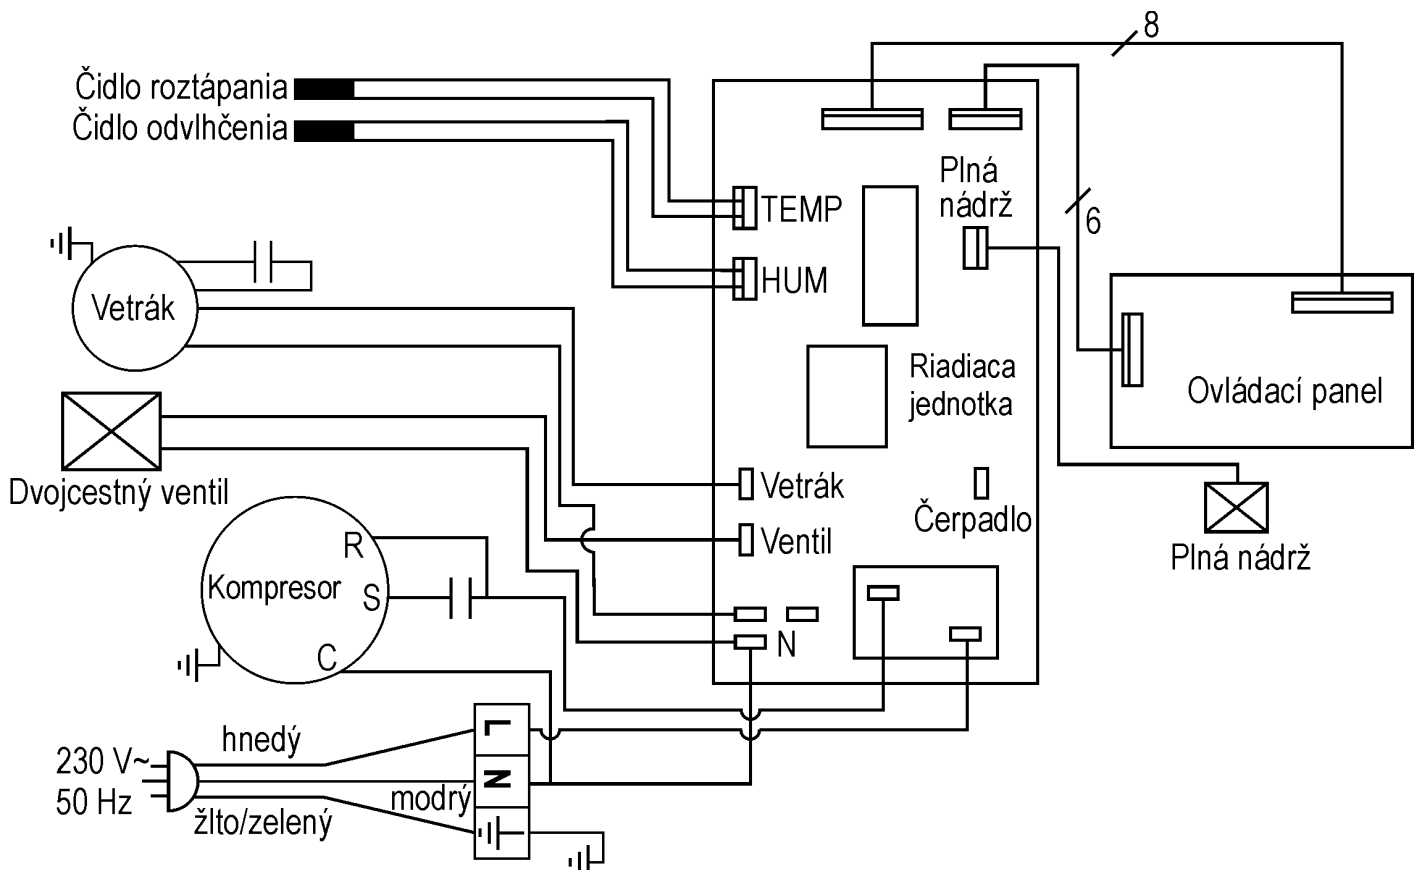 8
Čidlo roztápania
Čidlo odvlhčenia
Plná
nádrž
TEMP
6
HUM
Vetrák
Riadiaca
jednotka
Ovládací panel
Dvojcestný ventil
Vetrák
Čerpadlo
Ventil
Plná nádrž
R
Kompresor
S
N
C
L
hnedý
230 V~
50 Hz
N
modrý
žlto/zelený